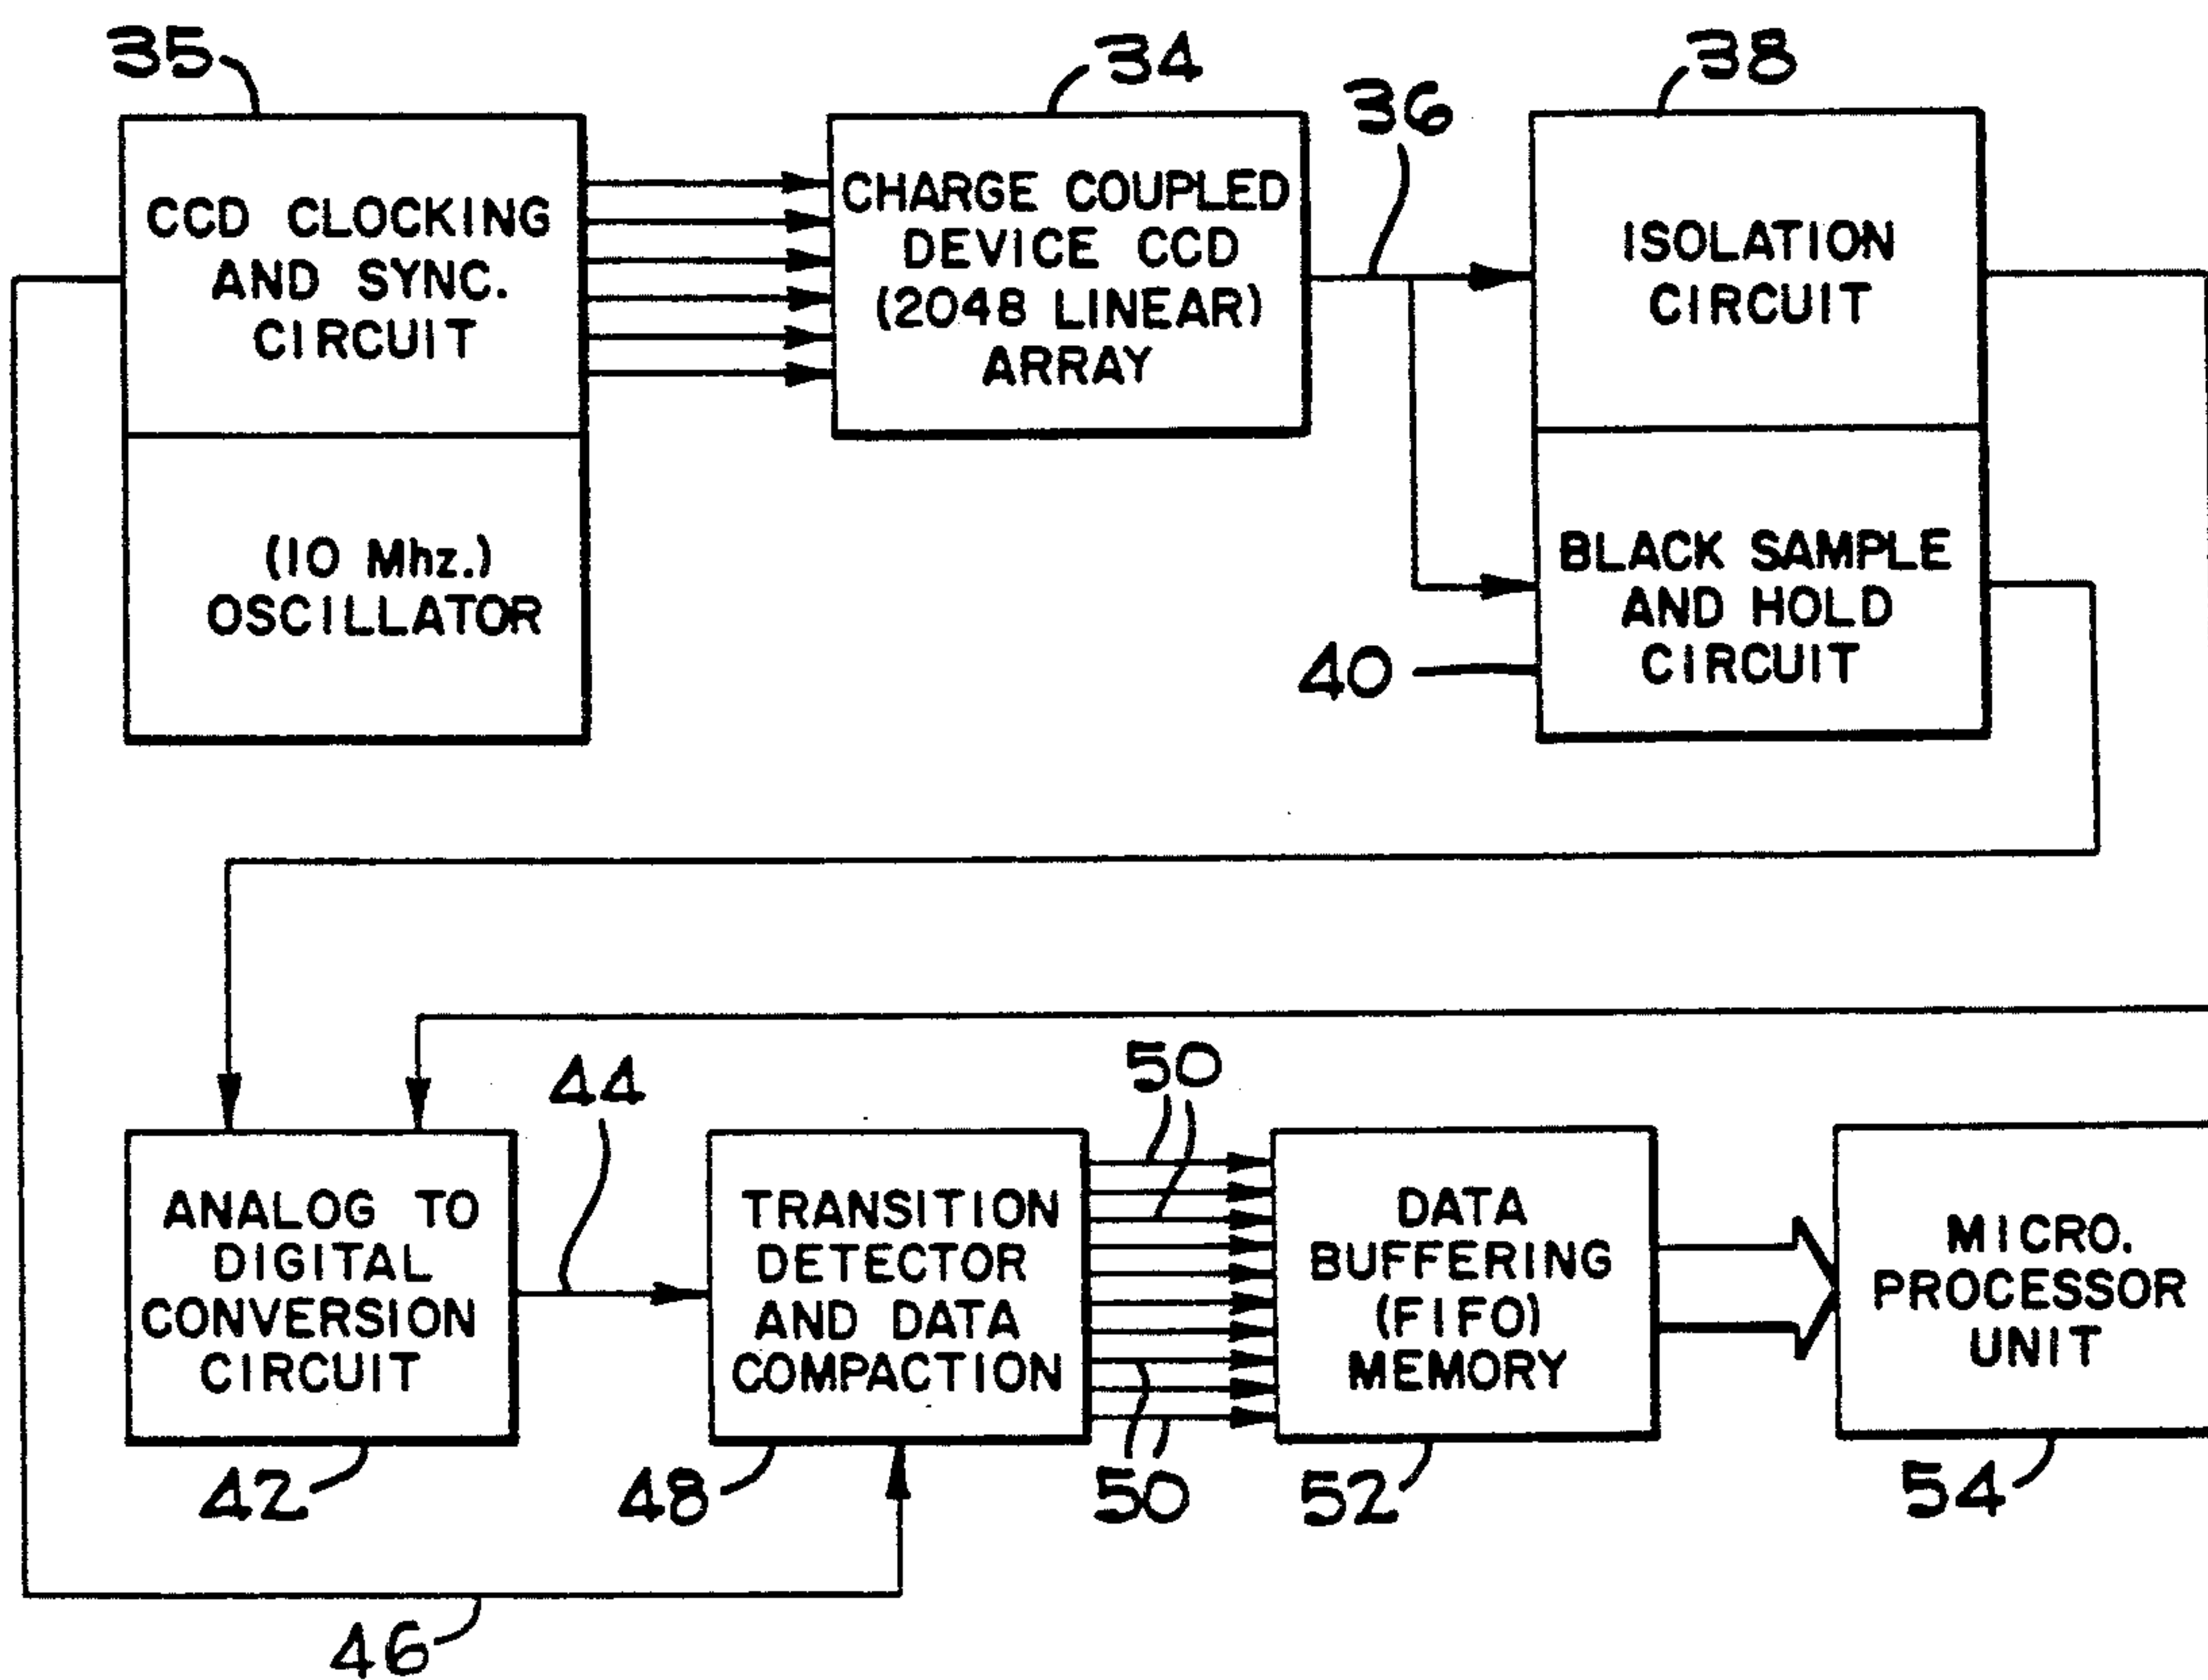 35
34
36
38
CCD CLOCKING
AND SYNC.
CIRCUIT
(10 Mhz.)
OSCILLATOR
CHARGE COUPLED
DEVICE CCD
(2048 LINEAR)
ARRAY
ISOLATION
CIRCUIT
BLACK SAMPLE
AND HOLD
CIRCUIT
40
44
50
ANALOG TO
DIGITAL
CONVERSION
CIRCUIT
TRANSITION
DETECTOR
AND DATA
COMPACTION
DATA
BUFFERING
(FIFO)
MEMORY
MICRO.
PROCESSOR
UNIT
42
48
50
52
54
46